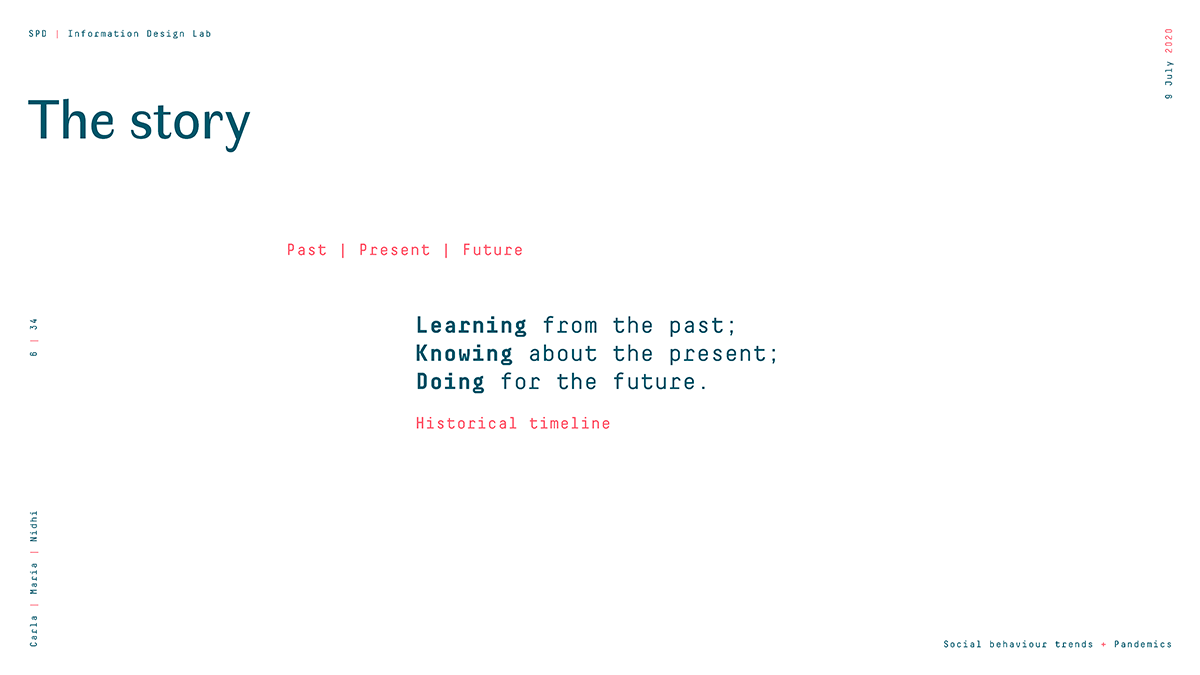 SPD | Information Design Lab
9 July 2020
The story
Past | Present | Future
Learning from the past;
Knowing about the present;
Doing for the future.
Historical timeline
6 | 34
Carla | Maria | Nidhi
Social behaviour trends + Pandemics